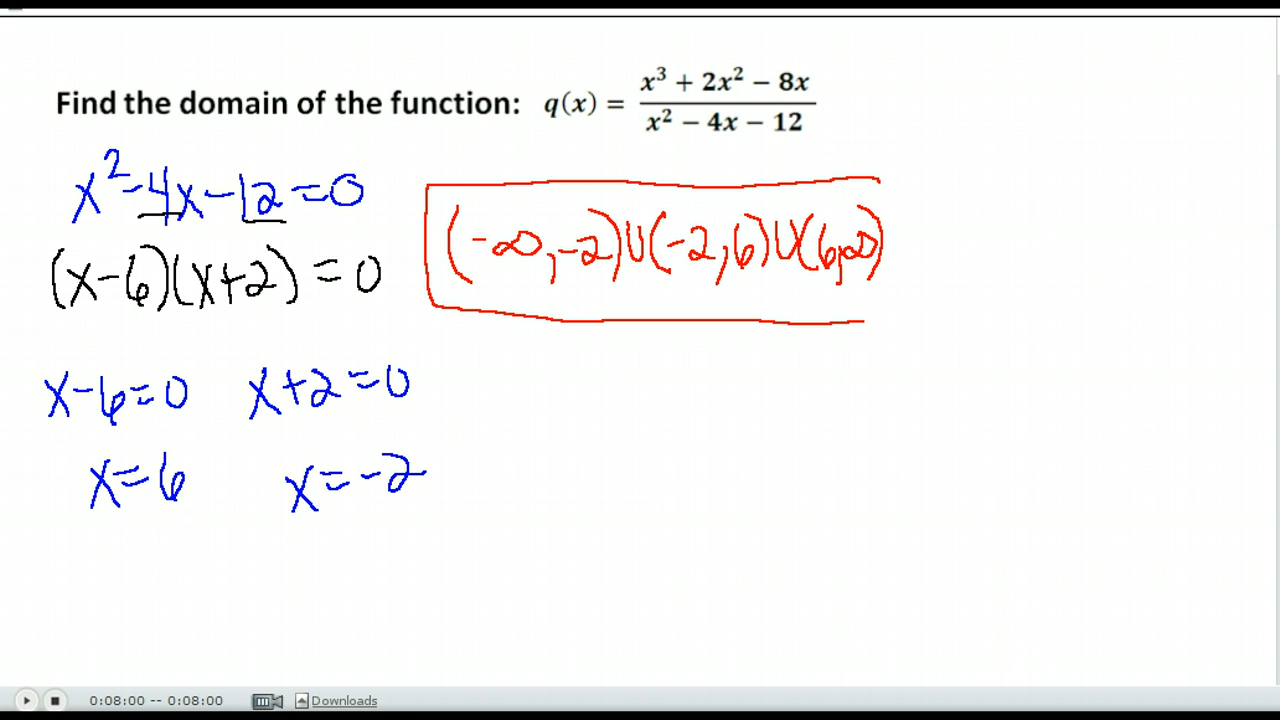 Find the domain of the function: q(x) = (x³ + 2x² − 8x)/(x² − 4x − 12)
x²-4x-12=0
(-∞,-2)U(-2,6)U(6,∞)
(x-6)(x+2)=0
x-6=0 x+2=0
x=6 x=-2
0:08:00 -- 0:08:00 Downloads